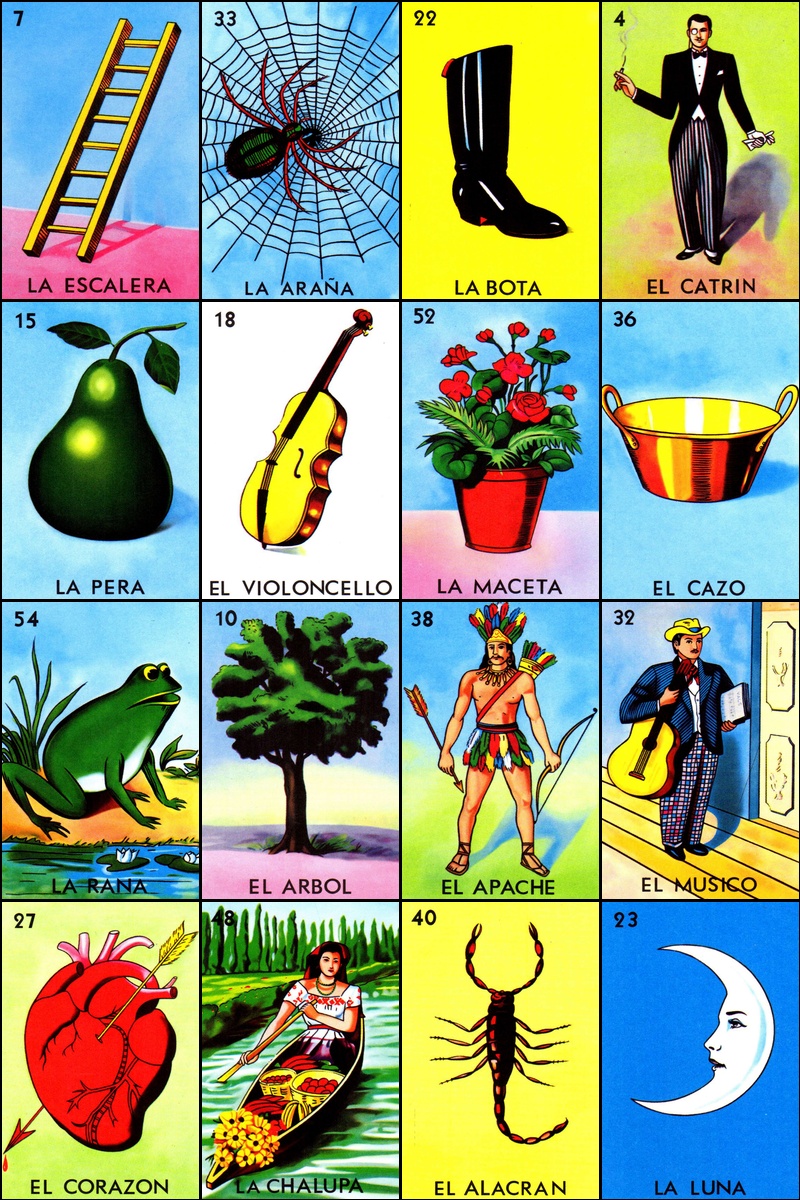 7
LA ESCALERA
33
LA ARAÑA
22
LA BOTA
4
EL CATRIN
15
LA PERA
18
EL VIOLONCELLO
52
LA MACETA
36
EL CAZO
54
LA RANA
10
EL ARBOL
38
EL APACHE
32
EL MUSICO
27
EL CORAZON
48
LA CHALUPA
40
EL ALACRAN
23
LA LUNA